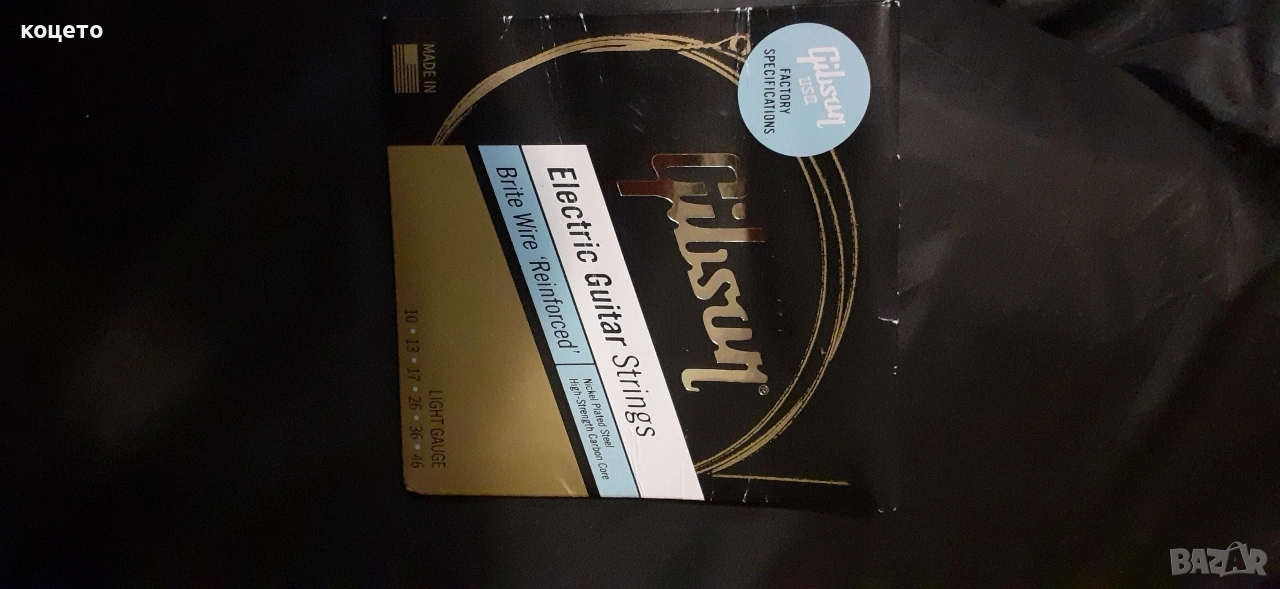 коцето
Gibson
USA
FACTORY
SPECIFICATIONS
Gibson®
Electric Guitar Strings
Brite Wire 'Reinforced'
Nickel Plated Steel
High-Strength Carbon Core
LIGHT GAUGE
10 • 13 • 17 • 26 • 36 • 46
MADE IN
BAZAR